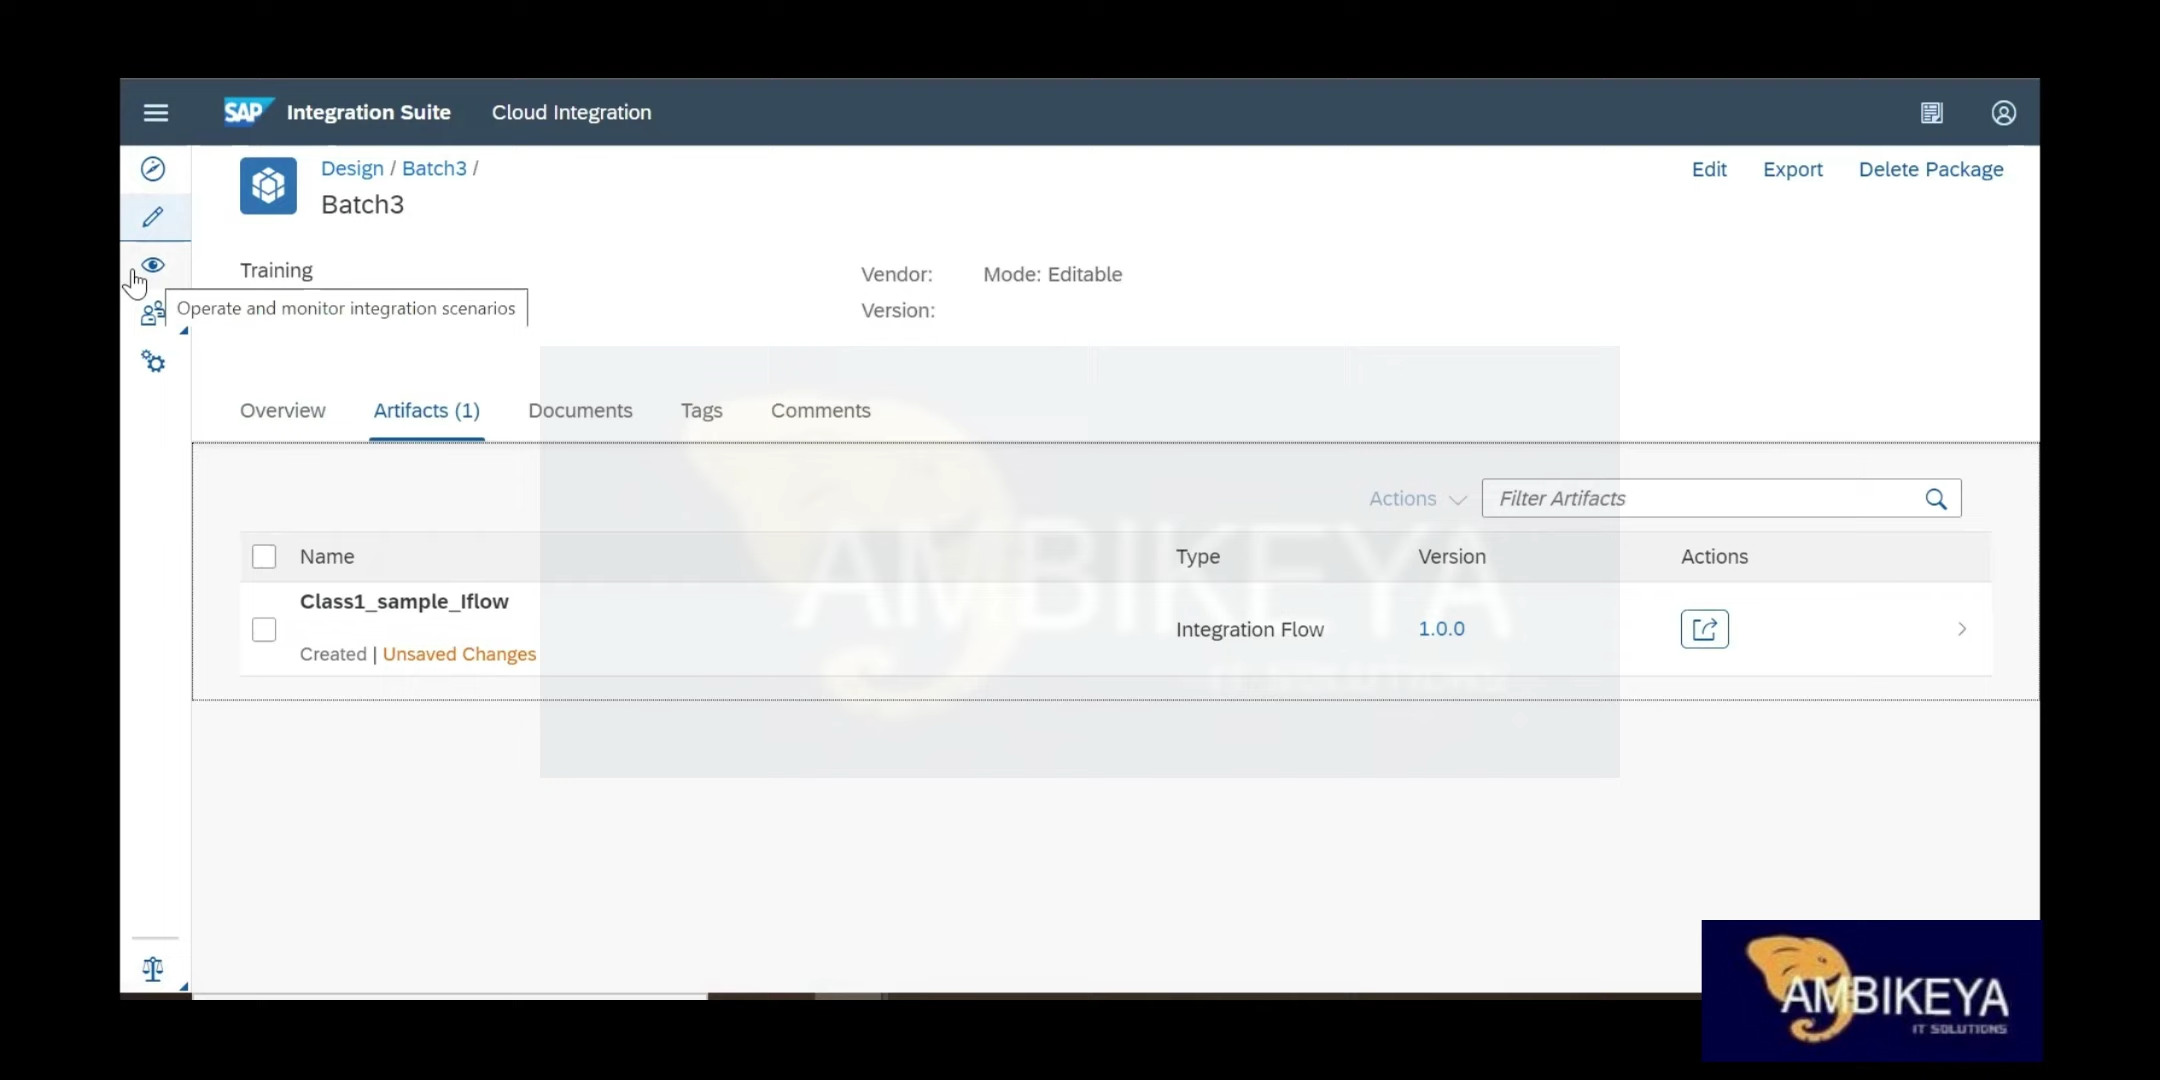 SAP Integration Suite Cloud Integration
Design / Batch3 /
Batch3
Edit Export Delete Package
Training
Vendor: Mode: Editable
Operate and monitor integration scenarios
Version:
Overview Artifacts (1) Documents Tags Comments
Actions Filter Artifacts
Name Type Version Actions
Class1_sample_Iflow
Integration Flow 1.0.0
Created | Unsaved Changes
AMBIKEYA
IT SOLUTIONS
AMBIKEYA
IT SOLUTIONS